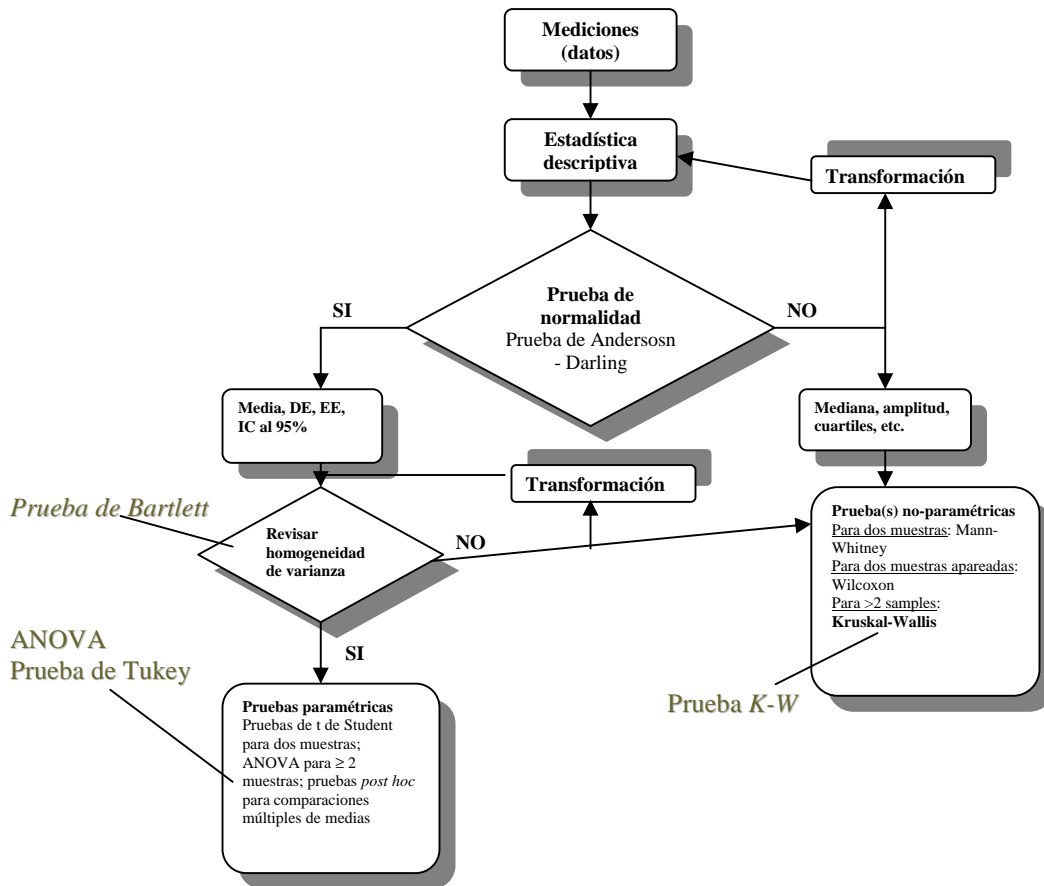 Mediciones
(datos)
Estadística
descriptiva
Transformación
Prueba de
normalidad
Prueba de Andersosn
- Darling
SI
NO
Media, DE, EE,
IC al 95%
Mediana, amplitud,
cuartiles, etc.
Transformación
Prueba de Bartlett
Revisar
homogeneidad
de varianza
NO
Prueba(s) no-paramétricas
Para dos muestras: Mann-
Whitney
Para dos muestras apareadas:
Wilcoxon
Para >2 samples:
Kruskal-Wallis
SI
ANOVA
Prueba de Tukey
Prueba K-W
Pruebas paramétricas
Pruebas de t de Student
para dos muestras;
ANOVA para ≥ 2
muestras; pruebas post hoc
para comparaciones
múltiples de medias